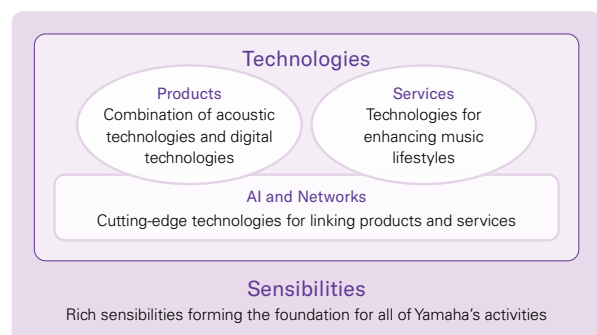 Technologies
Products
Combination of acoustic
technologies and digital
technologies
Services
Technologies for
enhancing music
lifestyles
AI and Networks
Cutting-edge technologies for linking products and services
Sensibilities
Rich sensibilities forming the foundation for all of Yamaha's activities